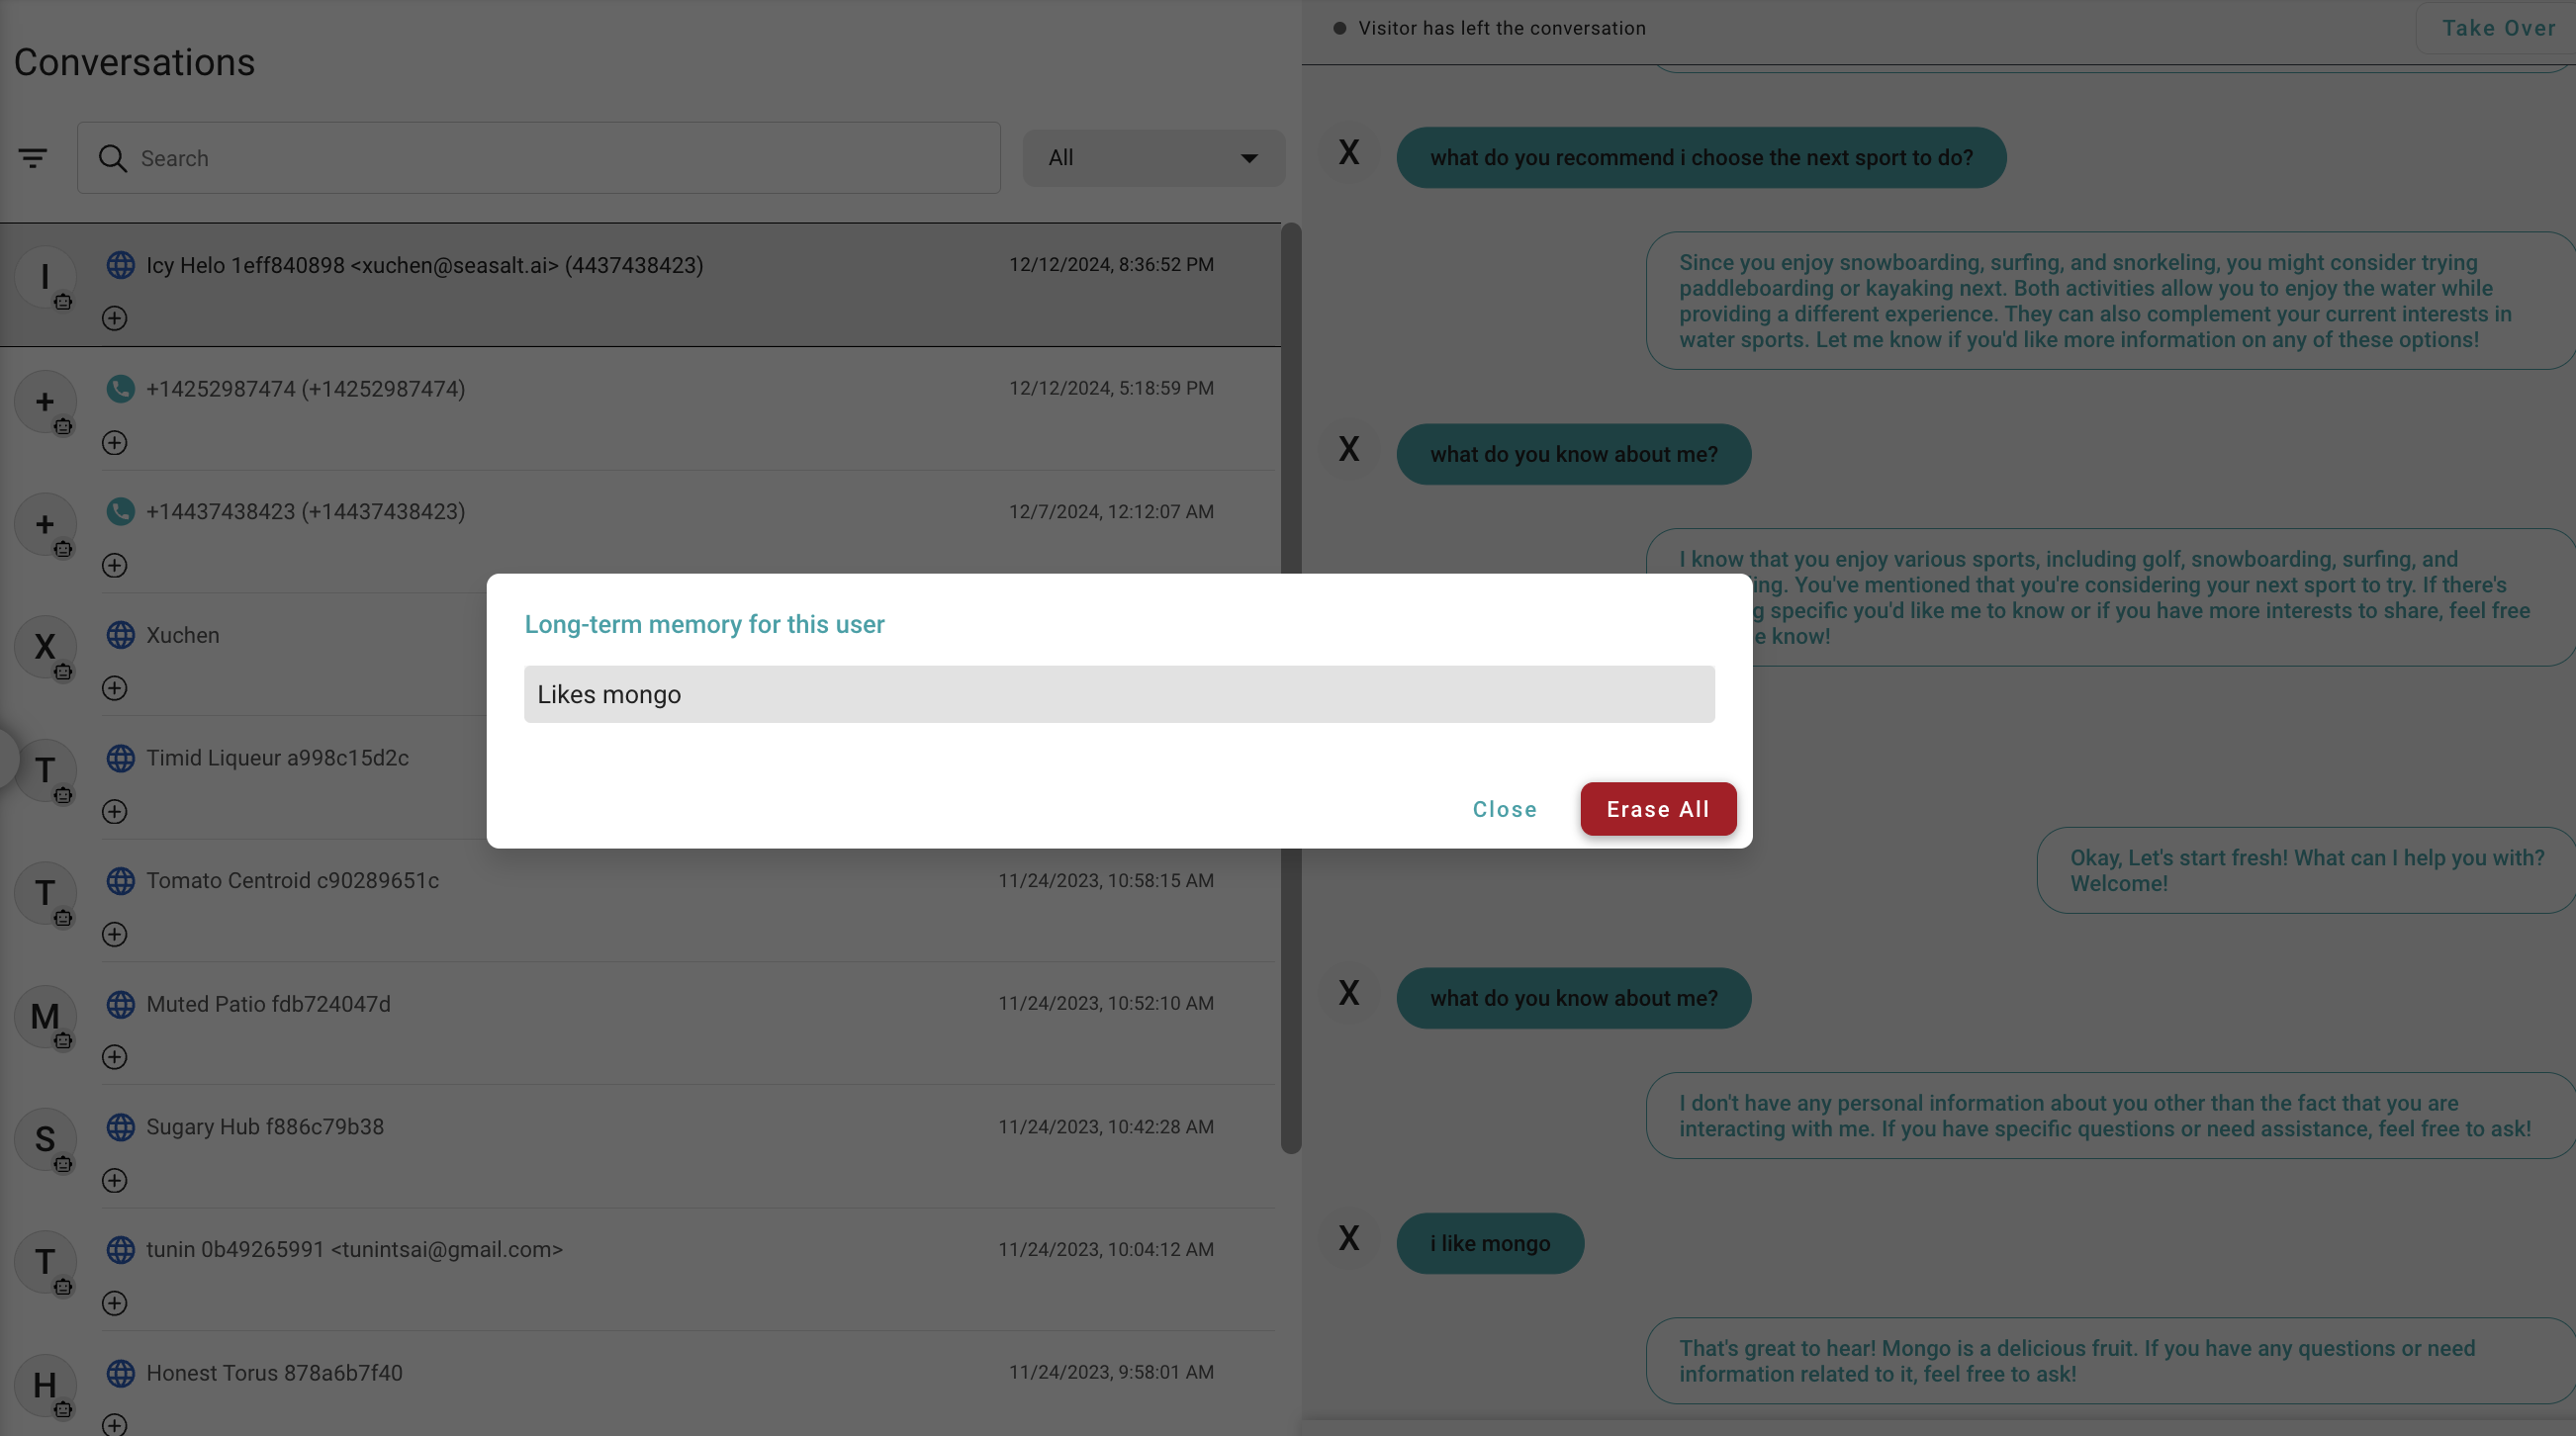 Conversations
Search
All
I
Icy Helo 1eff840898 <xuchen@seasalt.ai> (4437438423)
12/12/2024, 8:36:52 PM
+
+14252987474 (+14252987474)
12/12/2024, 5:18:59 PM
+
+14437438423 (+14437438423)
12/7/2024, 12:12:07 AM
X
Xuchen
T
Timid Liqueur a998c15d2c
T
Tomato Centroid c90289651c
11/24/2023, 10:58:15 AM
M
Muted Patio fdb724047d
11/24/2023, 10:52:10 AM
S
Sugary Hub f886c79b38
11/24/2023, 10:42:28 AM
T
tunin 0b49265991 <tunintsai@gmail.com>
11/24/2023, 10:04:12 AM
H
Honest Torus 878a6b7f40
11/24/2023, 9:58:01 AM
Visitor has left the conversation
Take Over
X
what do you recommend i choose the next sport to do?
Since you enjoy snowboarding, surfing, and snorkeling, you might consider trying
paddleboarding or kayaking next. Both activities allow you to enjoy the water while
providing a different experience. They can also complement your current interests in
water sports. Let me know if you'd like more information on any of these options!
X
what do you know about me?
I know that you enjoy various sports, including golf, snowboarding, surfing, and
ing. You've mentioned that you're considering your next sport to try. If there's
g specific you'd like me to know or if you have more interests to share, feel free
e know!
Okay, Let's start fresh! What can I help you with?
Welcome!
X
what do you know about me?
I don't have any personal information about you other than the fact that you are
interacting with me. If you have specific questions or need assistance, feel free to ask!
X
i like mongo
That's great to hear! Mongo is a delicious fruit. If you have any questions or need
information related to it, feel free to ask!
Long-term memory for this user
Likes mongo
Close
Erase All